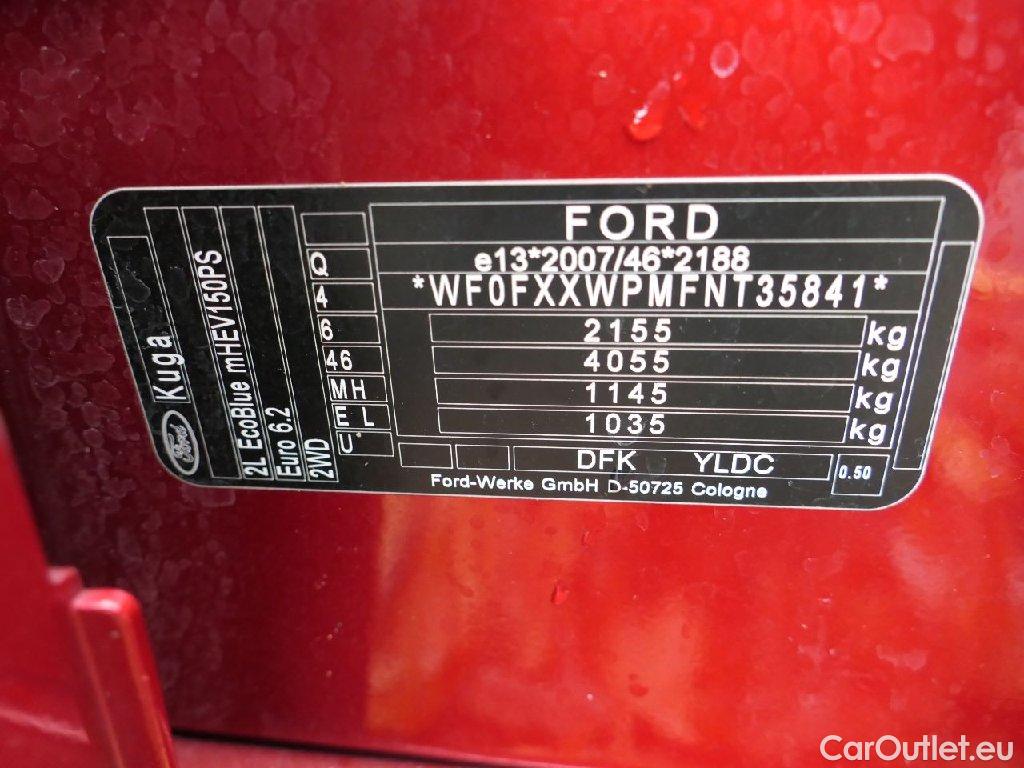 FORD
e13*2007/46*2188
*WF0FXXWPMFNT35841*
2155 kg
4055 kg
1145 kg
1035 kg
DFK YLDC 0.50
Ford-Werke GmbH D-50725 Cologne
Q
4
6
46
MH
E L
U
Ford Kuga
2L EcoBlue mHEV150PS
Euro 6.2
2WD
CarOutlet.eu